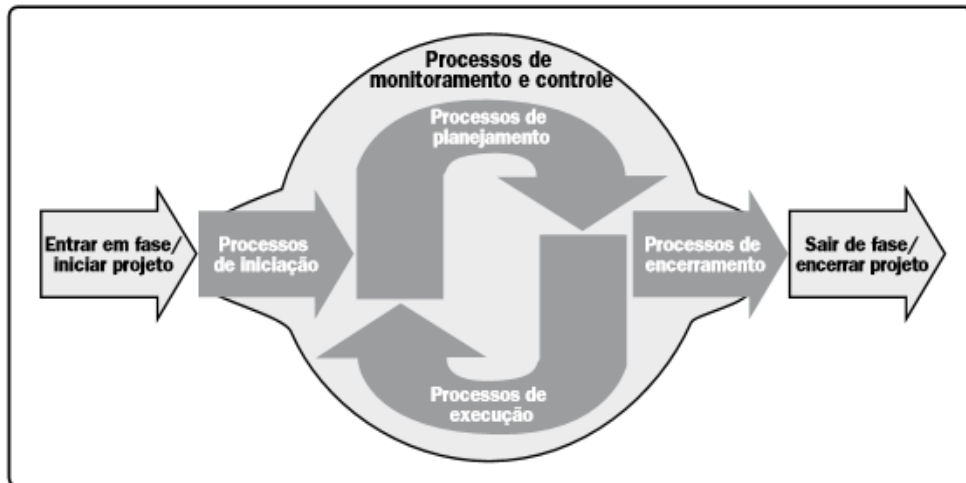 Processos de
monitoramento e controle
Processos de
planejamento
Entrar em fase/
iniciar projeto
Processos
de iniciação
Processos de
encerramento
Sair de fase/
encerrar projeto
Processos de
execução